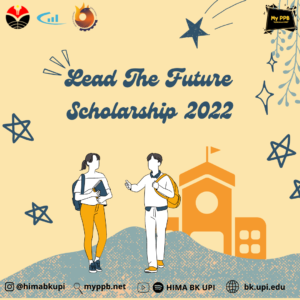 My PPB
Lead The Future
Scholarship 2022
@himabkupi
myppb.net
HIMA BK UPI
bk.upi.edu